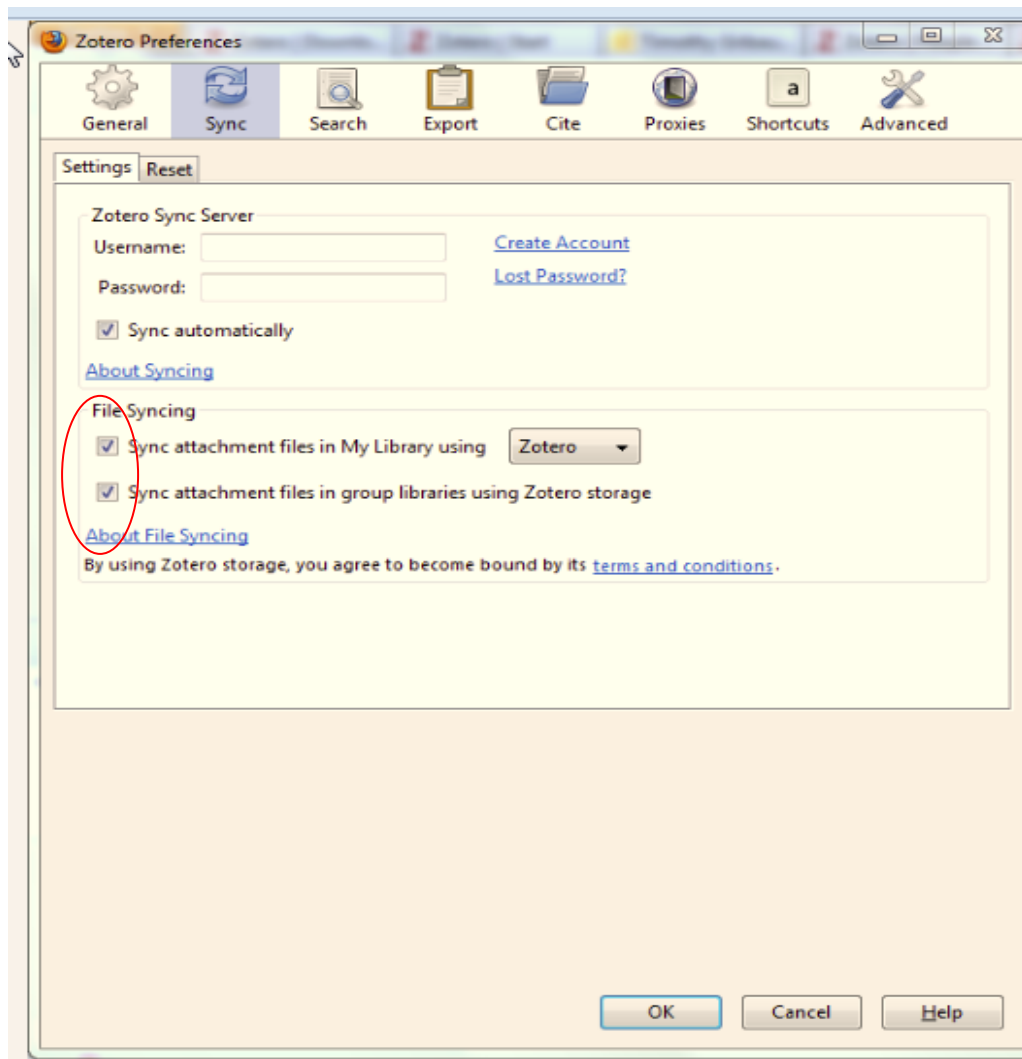 Zotero Preferences
General Sync Search Export Cite Proxies Shortcuts a Advanced
Settings Reset
Zotero Sync Server
Username: Create Account
Password: Lost Password?
Sync automatically
About Syncing
File Syncing
Sync attachment files in My Library using Zotero
Sync attachment files in group libraries using Zotero storage
About File Syncing
By using Zotero storage, you agree to become bound by its terms and conditions.
OK Cancel Help